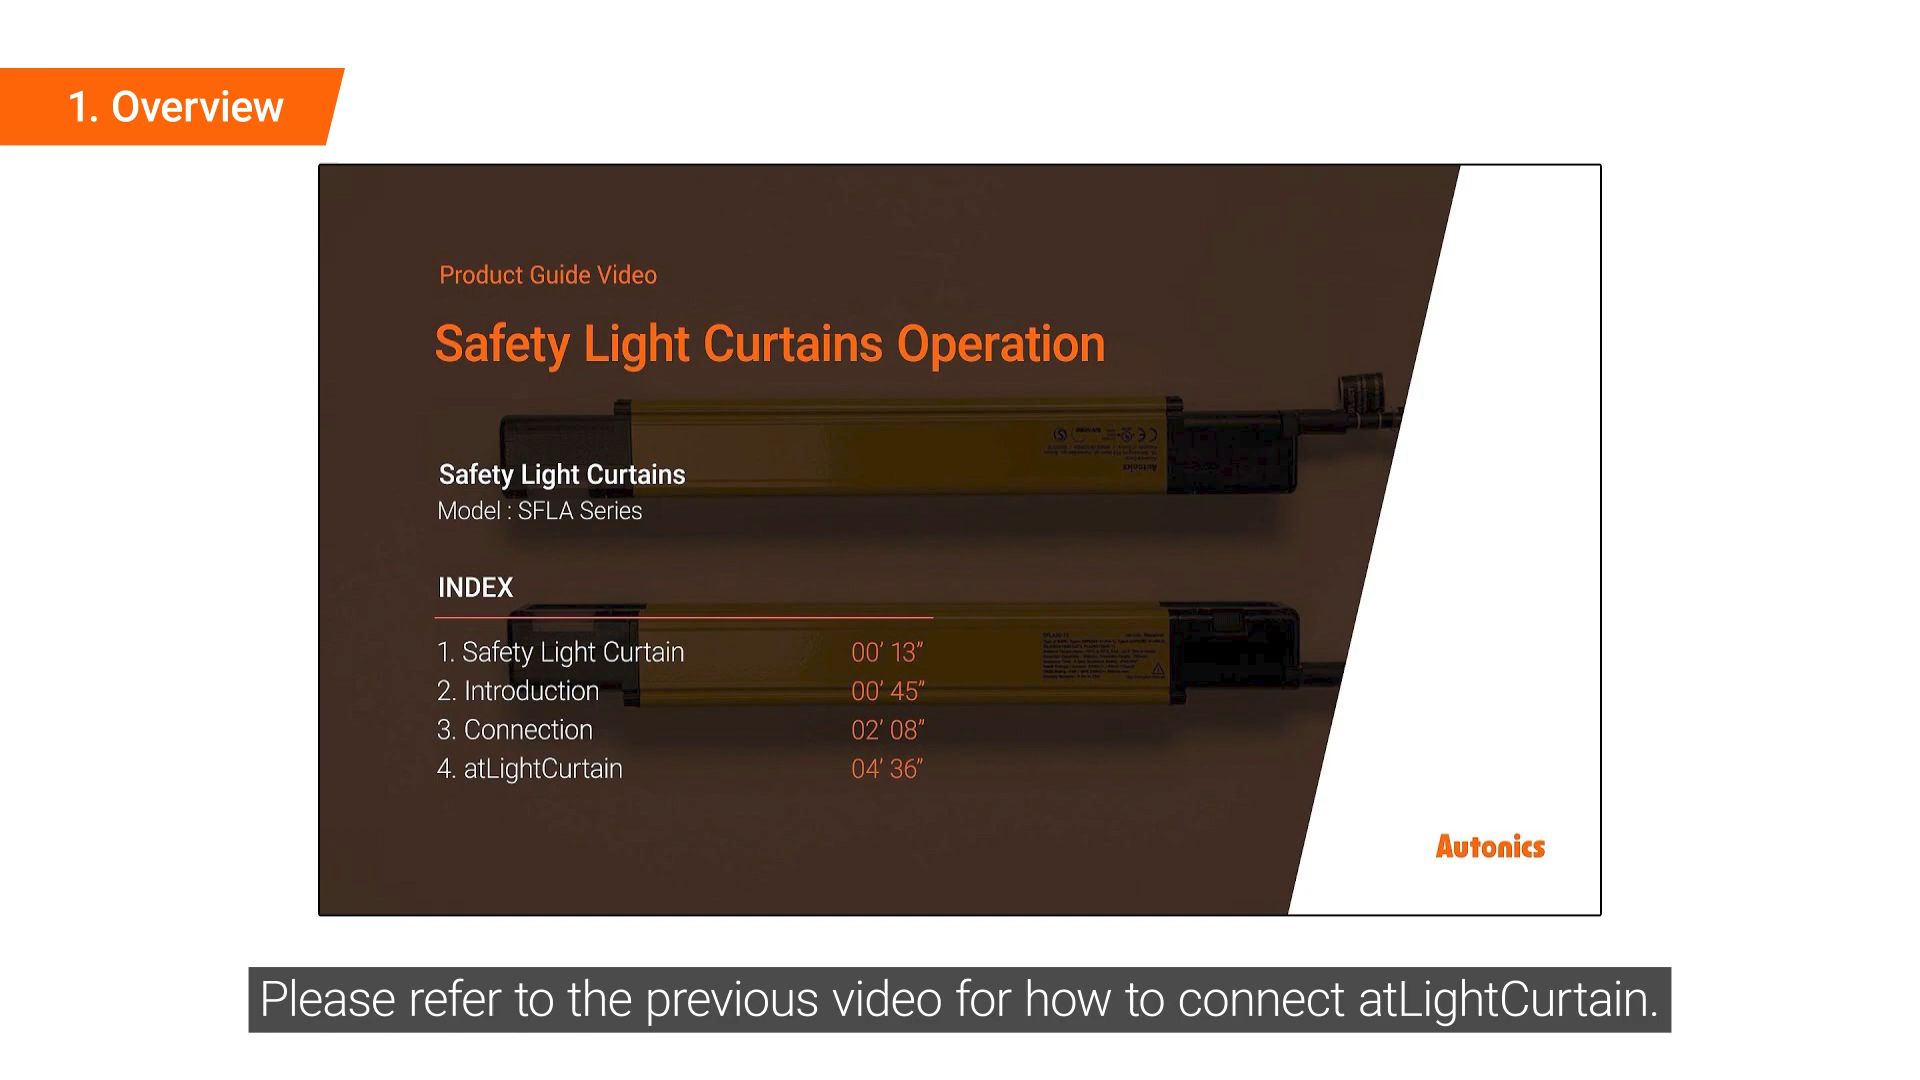 1. Overview
Product Guide Video
Safety Light Curtains Operation
Safety Light Curtains
Model : SFLA Series
INDEX
1. Safety Light Curtain 00’ 13”
2. Introduction 00’ 45”
3. Connection 02’ 08”
4. atLightCurtain 04’ 36”
Autonics
Autonics
Please refer to the previous video for how to connect atLightCurtain.